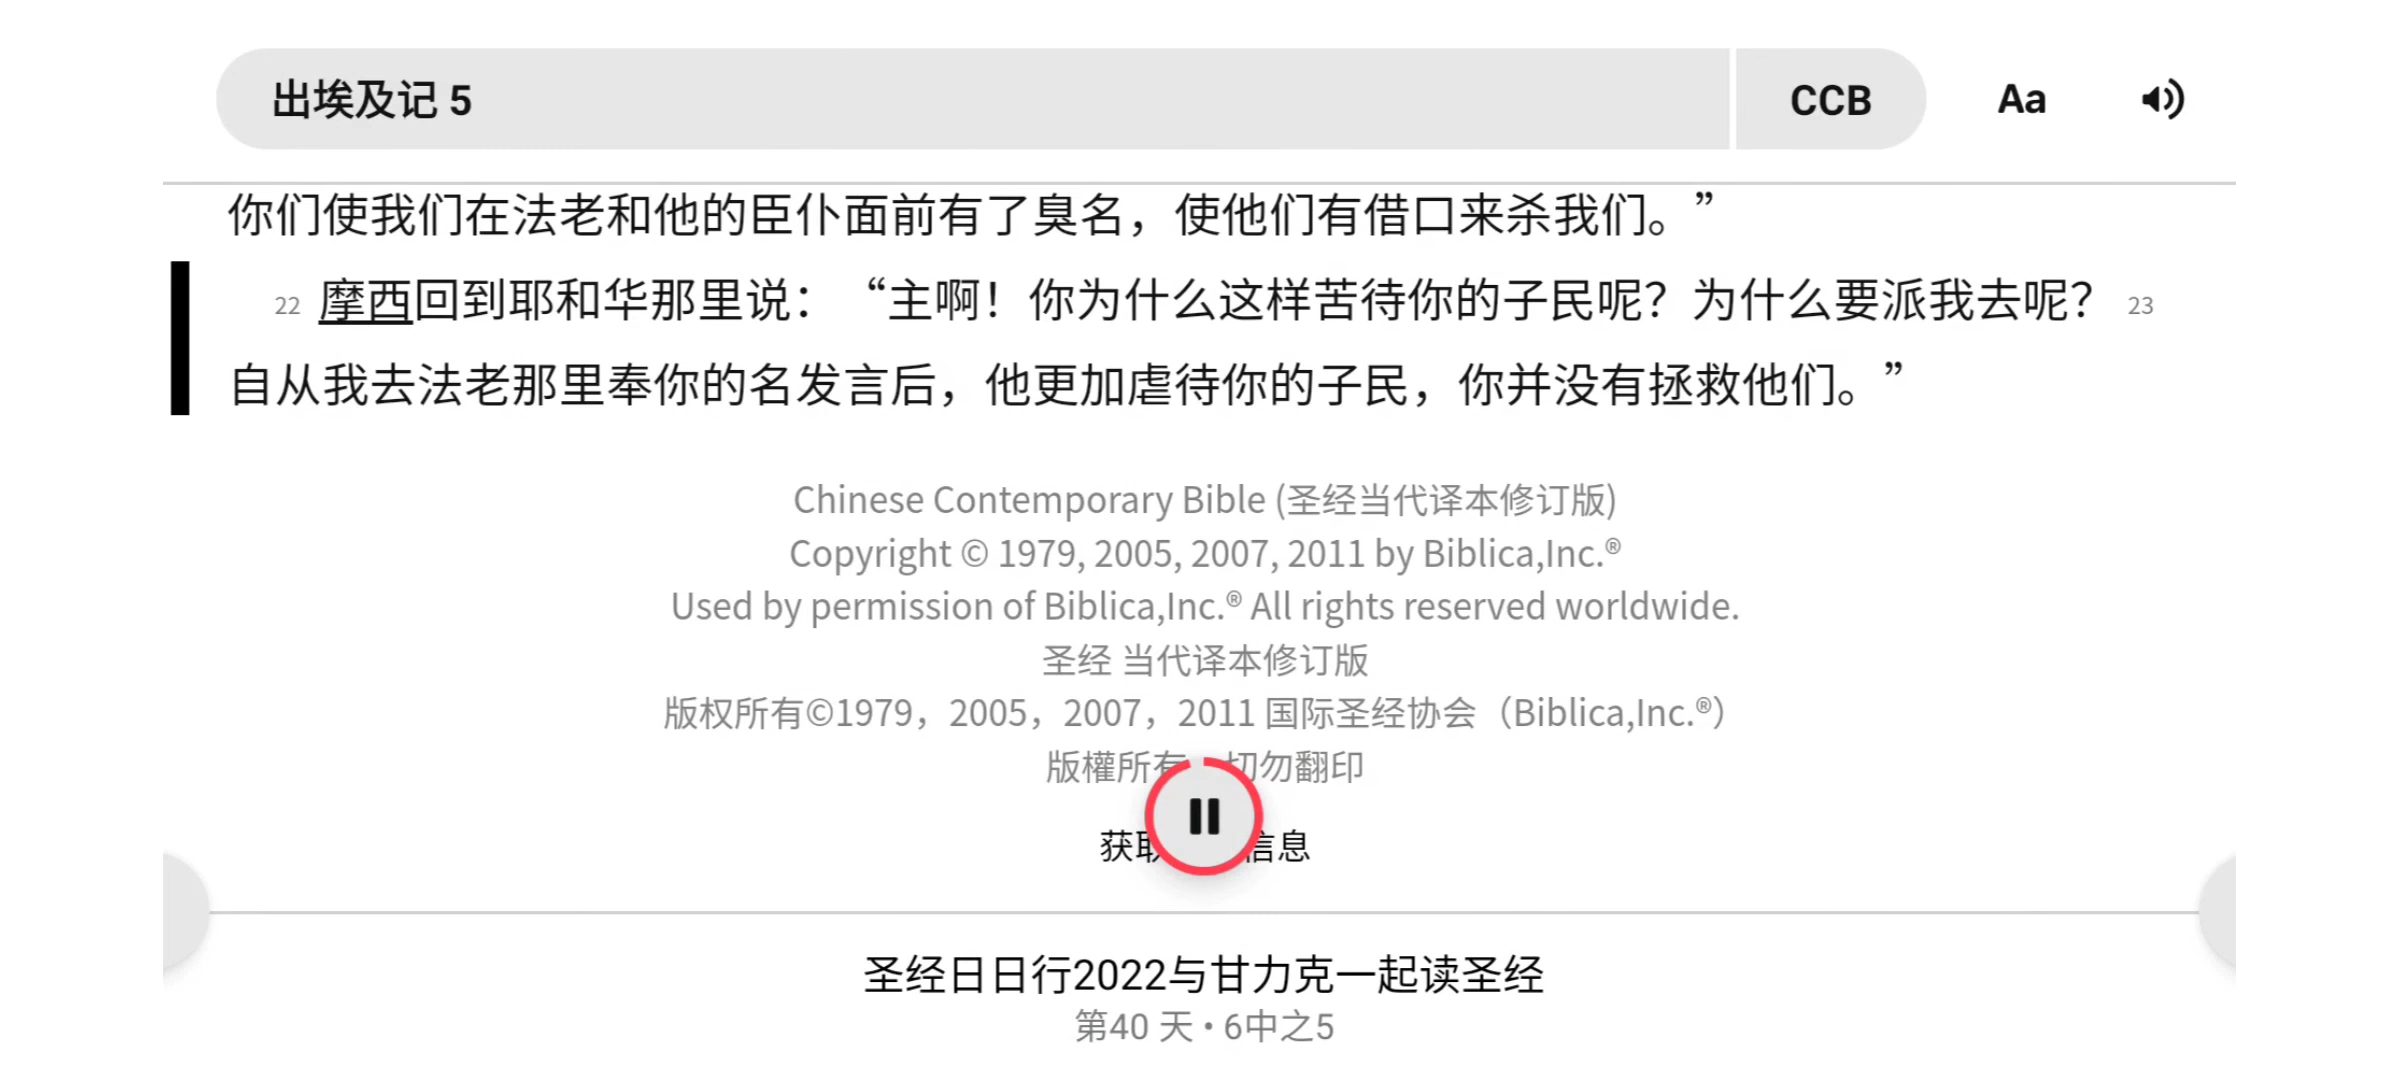 出埃及记 5 CCB Aa
你们使我们在法老和他的臣仆面前有了臭名，使他们有借口来杀我们。”
22 摩西回到耶和华那里说：“主啊！你为什么这样苦待你的子民呢？为什么要派我去呢？ 23
自从我去法老那里奉你的名发言后，他更加虐待你的子民，你并没有拯救他们。”
Chinese Contemporary Bible (圣经当代译本修订版)
Copyright © 1979, 2005, 2007, 2011 by Biblica,Inc.®
Used by permission of Biblica,Inc.® All rights reserved worldwide.
圣经 当代译本修订版
版权所有©1979，2005，2007，2011 国际圣经协会（Biblica,Inc.®）
版權所有 切勿翻印
获取 信息
圣经日日行2022与甘力克一起读圣经
第40 天 • 6中之5